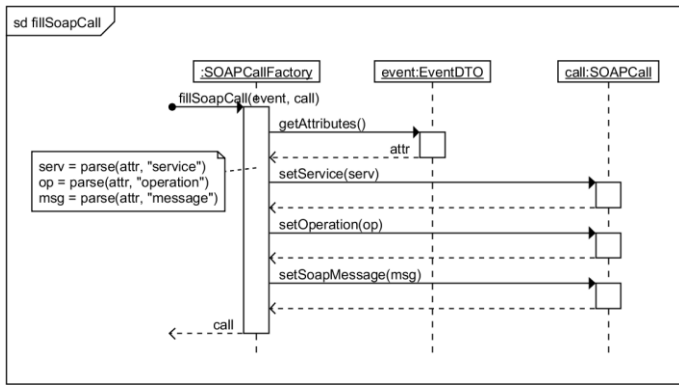 sd fillSoapCall
:SOAPCallFactory
event:EventDTO
call:SOAPCall
fillSoapCall(event, call)
getAttributes()
attr
serv = parse(attr, "service")
op = parse(attr, "operation")
msg = parse(attr, "message")
setService(serv)
setOperation(op)
setSoapMessage(msg)
call